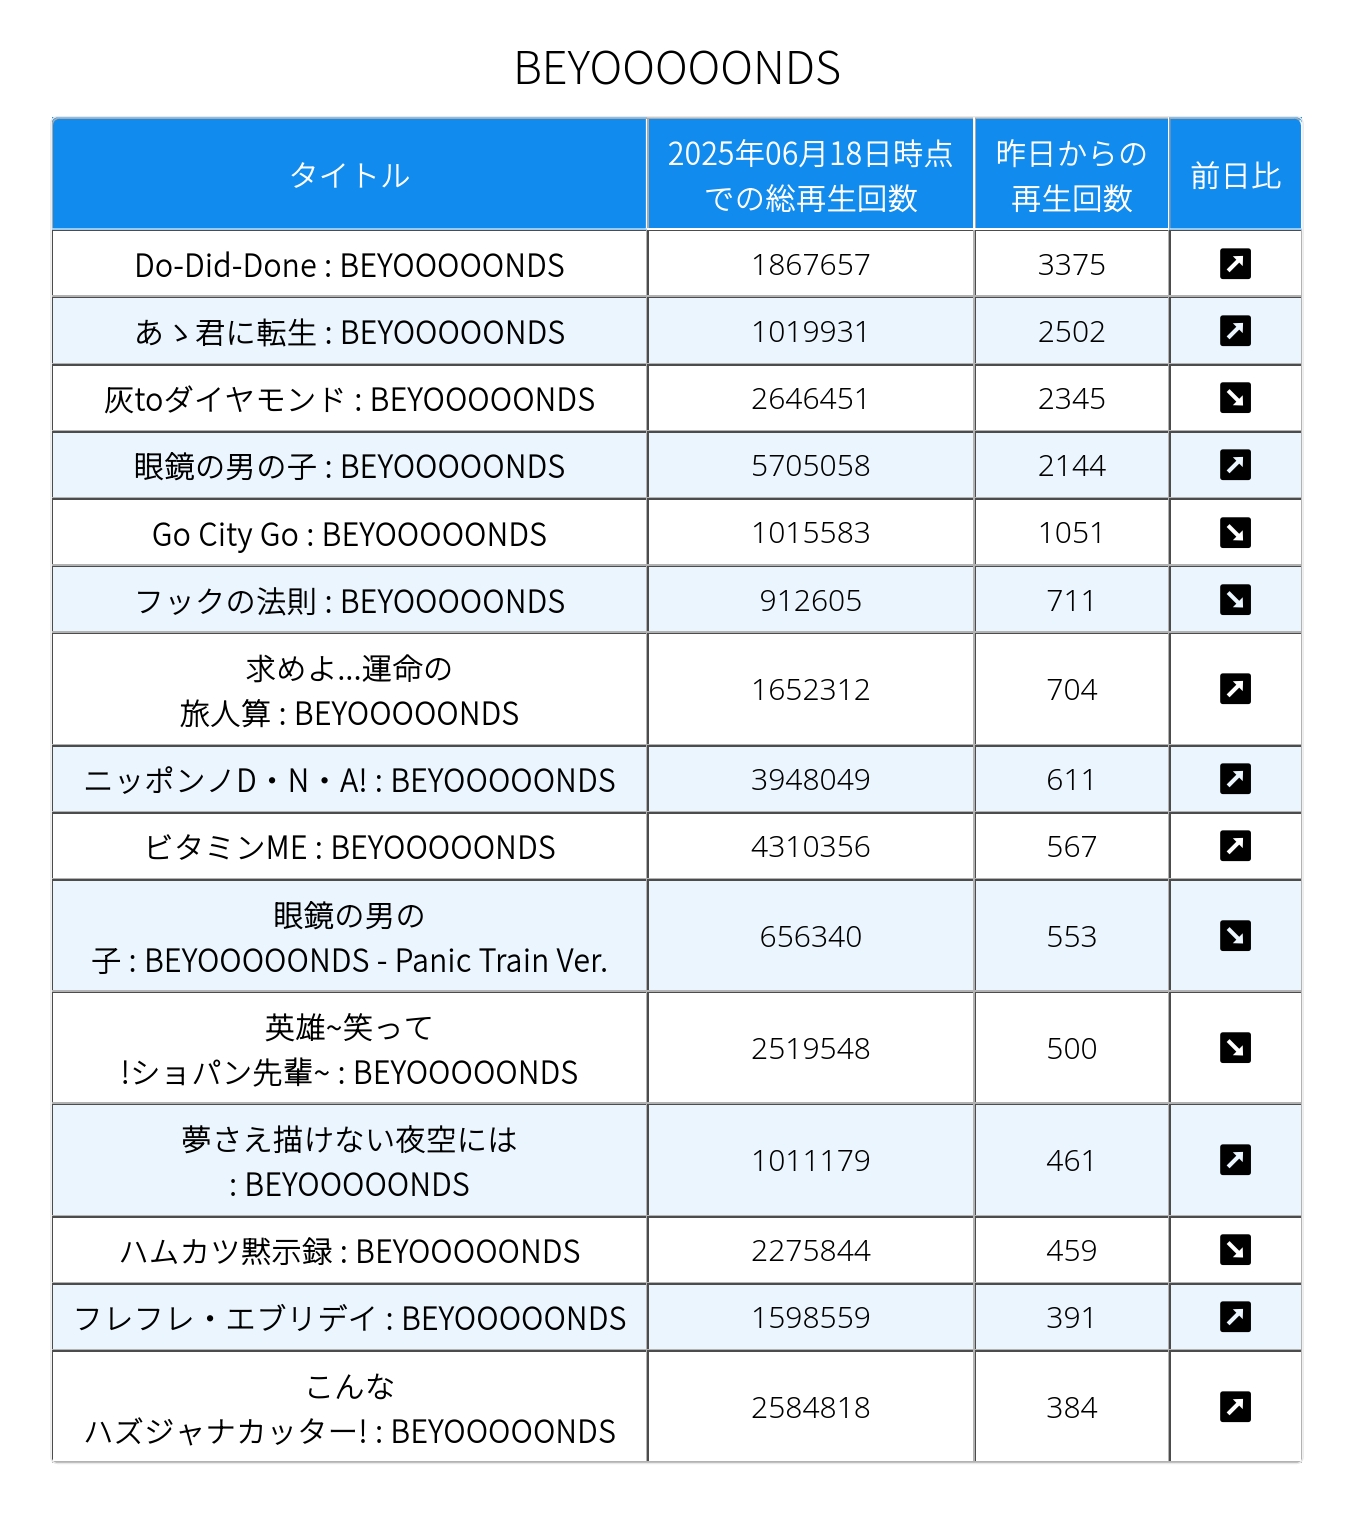 BEYOOOOONDS
タイトル
2025年06月18日時点
での総再生回数
昨日からの
再生回数
前日比
Do-Did-Done : BEYOOOOONDS
1867657
3375
あゝ君に転生 : BEYOOOOONDS
1019931
2502
灰toダイヤモンド : BEYOOOOONDS
2646451
2345
眼鏡の男の子 : BEYOOOOONDS
5705058
2144
Go City Go : BEYOOOOONDS
1015583
1051
フックの法則 : BEYOOOOONDS
912605
711
求めよ...運命の
旅人算 : BEYOOOOONDS
1652312
704
ニッポンノD・N・A! : BEYOOOOONDS
3948049
611
ビタミンME : BEYOOOOONDS
4310356
567
眼鏡の男の
子 : BEYOOOOONDS - Panic Train Ver.
656340
553
英雄~笑って
!ショパン先輩~ : BEYOOOOONDS
2519548
500
夢さえ描けない夜空には
: BEYOOOOONDS
1011179
461
ハムカツ黙示録 : BEYOOOOONDS
2275844
459
フレフレ・エブリデイ : BEYOOOOONDS
1598559
391
こんな
ハズジャナカッター! : BEYOOOOONDS
2584818
384